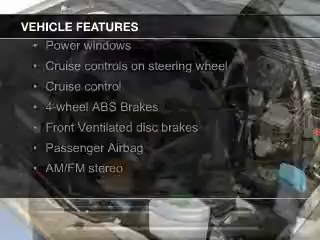 VEHICLE FEATURES
• Power windows
• Cruise controls on steering wheel
• Cruise control
• 4-wheel ABS Brakes
• Front Ventilated disc brakes
• Passenger Airbag
• AM/FM stereo